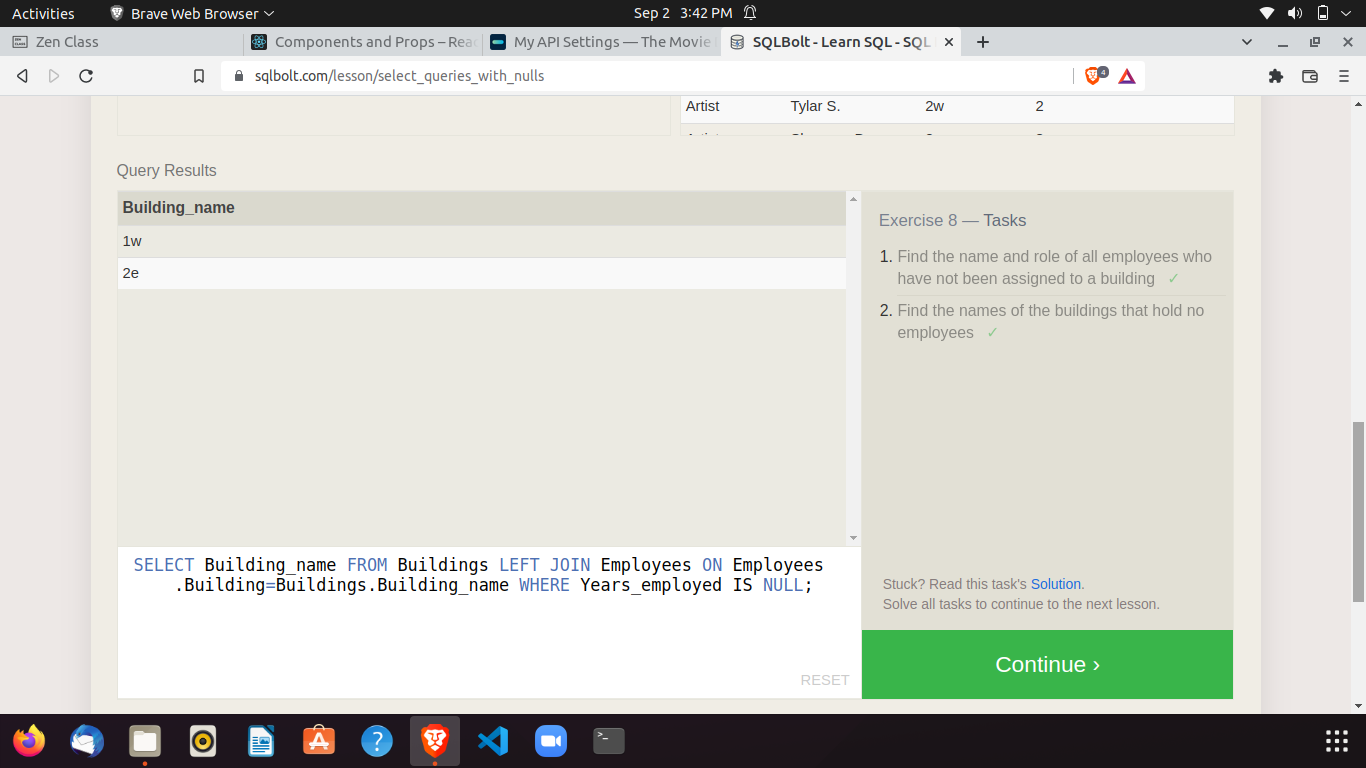 Activities
Brave Web Browser
Sep 2 3:42 PM
Zen Class
Components and Props – Reac
My API Settings — The Movie
SQLBolt - Learn SQL - SQL
sqlbolt.com/lesson/select_queries_with_nulls
4
Artist Tylar S. 2w 2
Query Results
Building_name
1w
2e
Exercise 8 — Tasks
1. Find the name and role of all employees who
have not been assigned to a building ✓
2. Find the names of the buildings that hold no
employees ✓
SELECT Building_name FROM Buildings LEFT JOIN Employees ON Employees
.Building=Buildings.Building_name WHERE Years_employed IS NULL;
RESET
Stuck? Read this task's Solution.
Solve all tasks to continue to the next lesson.
Continue ›